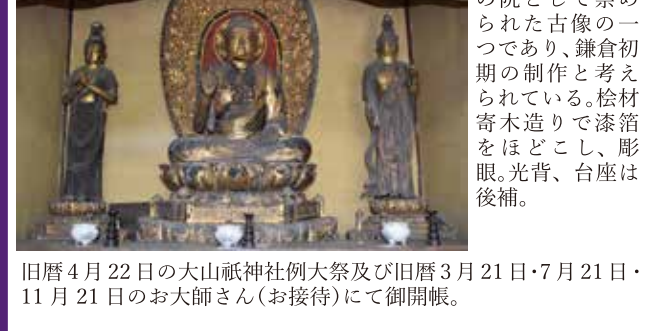 の院として祭め
られた古像の一
つであり、鎌倉初
期の制作と考え
られている。桧材
寄木造りで漆箔
をほどこし、彫
眼。光背、台座は
後補。
旧暦4月22日の大山祇神社例大祭及び旧暦3月21日・7月21日・
11月21日のお大師さん(お接待)にて御開帳。